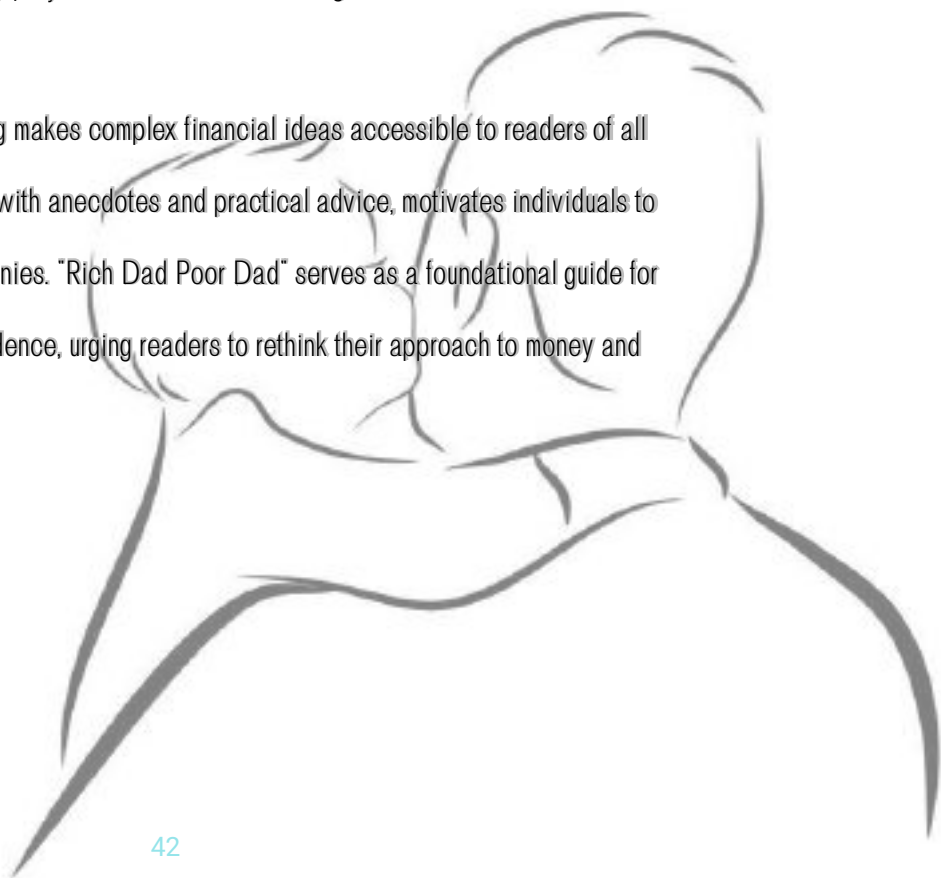 g makes complex financial ideas accessible to readers of all
with anecdotes and practical advice, motivates individuals to
nies. "Rich Dad Poor Dad" serves as a foundational guide for
lence, urging readers to rethink their approach to money and
42